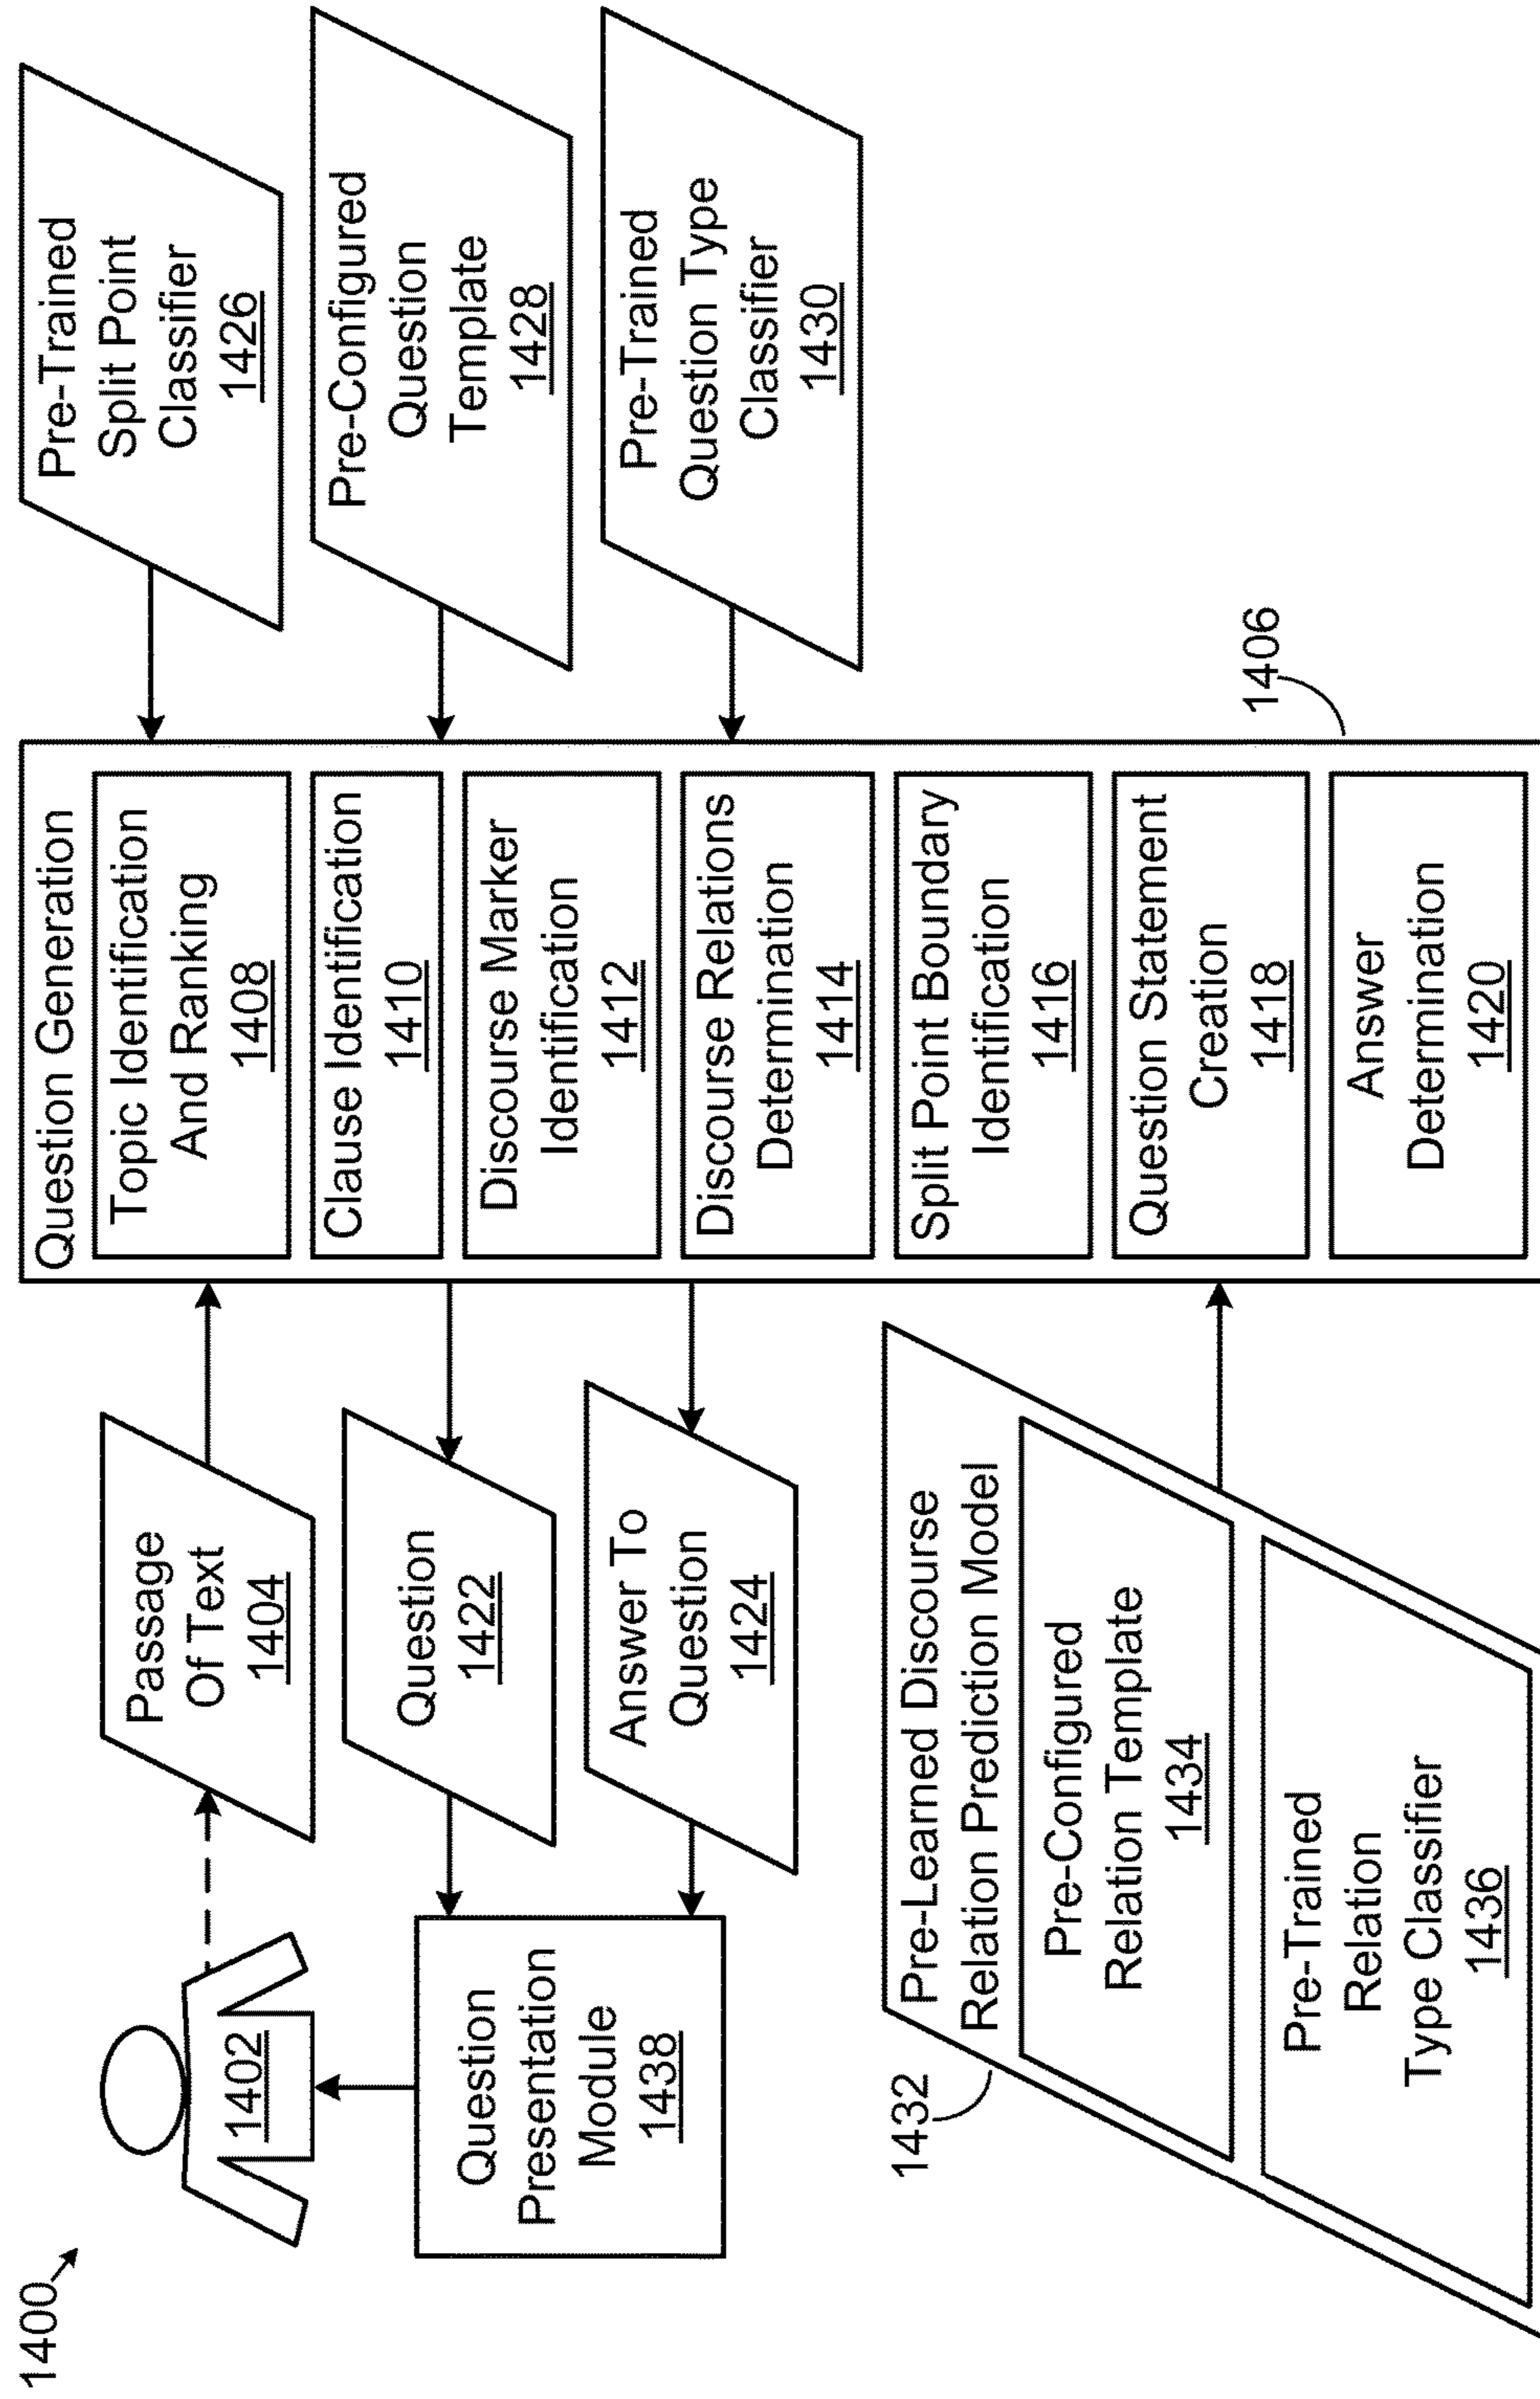 1400
1402
Passage
Of Text
1404
Question
1422
Answer To
Question
1424
Question
Presentation
Module
1438
1432
Pre-Learned Discourse
Relation Prediction Model
Pre-Configured
Relation Template
1434
Pre-Trained
Relation
Type Classifier
1436
Question Generation
Topic Identification
And Ranking
1408
Clause Identification
1410
Discourse Marker
Identification
1412
Discourse Relations
Determination
1414
Split Point Boundary
Identification
1416
Question Statement
Creation
1418
Answer
Determination
1420
1406
Pre-Trained
Split Point
Classifier
1426
Pre-Configured
Question
Template
1428
Pre-Trained
Question Type
Classifier
1430